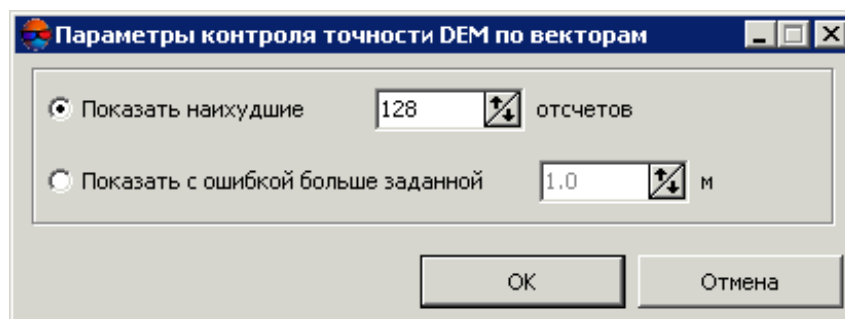 Параметры контроля точности DEM по векторам
Показать наихудшие 128 отсчетов
Показать с ошибкой больше заданной 1.0 м
OK Отмена